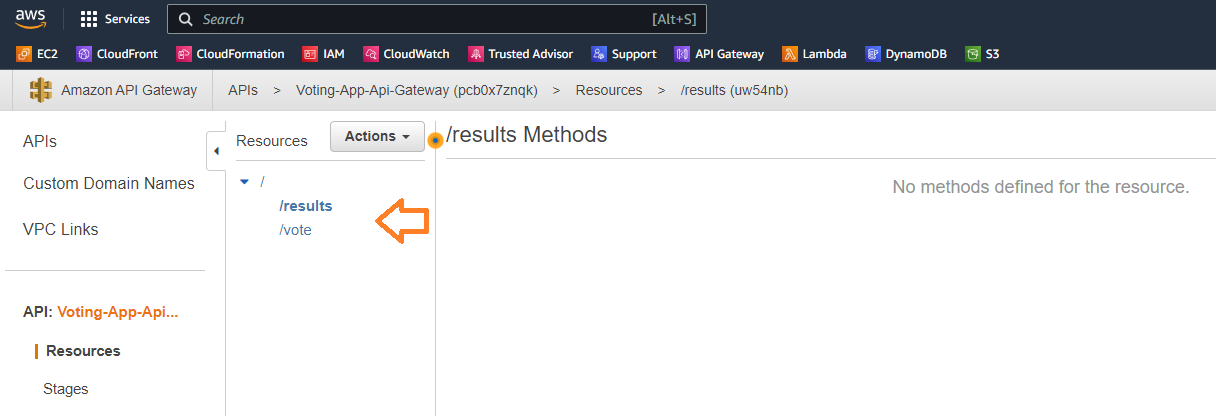 aws Services Search [Alt+S]
EC2 CloudFront CloudFormation IAM CloudWatch Trusted Advisor Support API Gateway Lambda DynamoDB S3
Amazon API Gateway APIs > Voting-App-Api-Gateway (pcb0x7znqk) > Resources > /results (uw54nb)
APIs
Custom Domain Names
VPC Links
API: Voting-App-Api...
Resources
Stages
Resources Actions
/
/results
/vote
/results Methods
No methods defined for the resource.